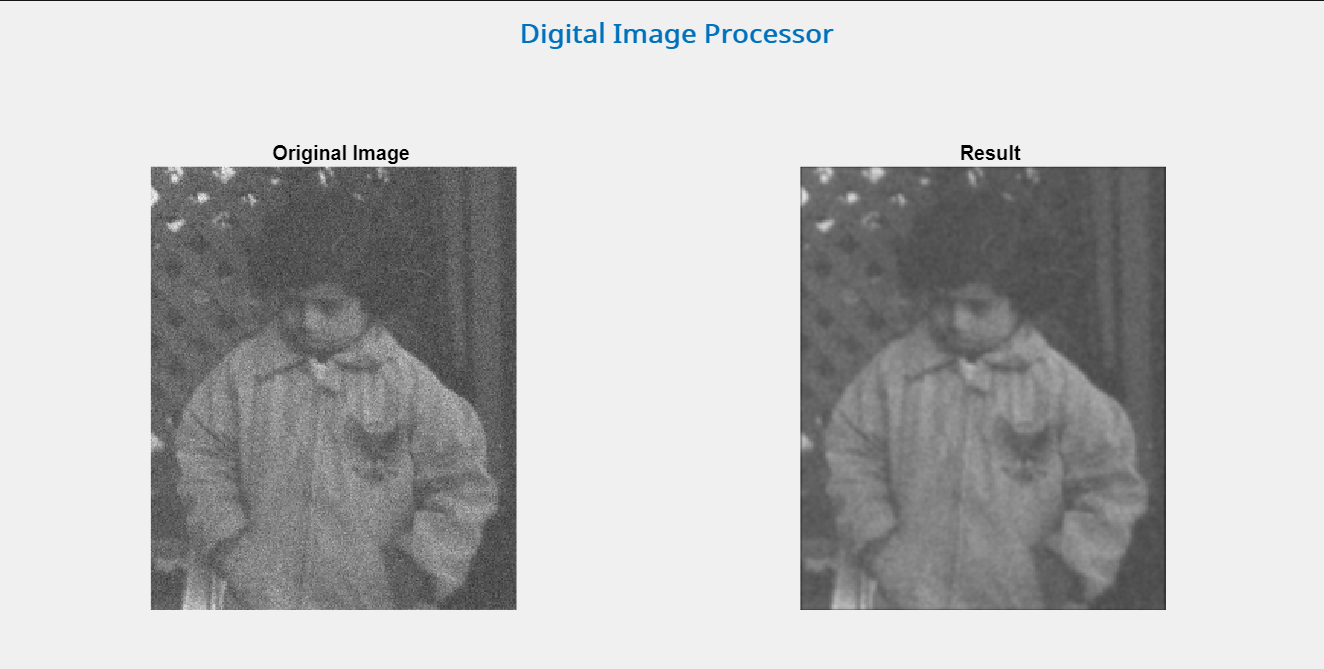 Digital Image Processor
Original Image
Result